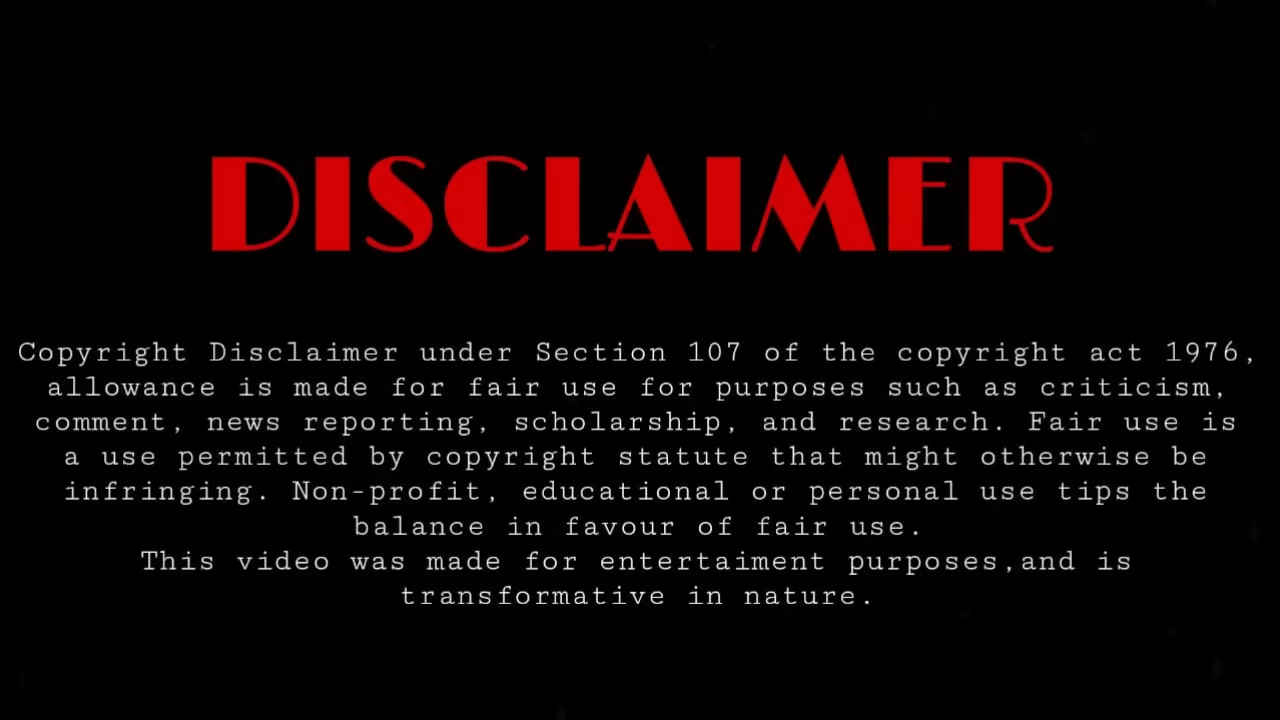 DISCLAIMER
Copyright Disclaimer under Section 107 of the copyright act 1976,
allowance is made for fair use for purposes such as criticism,
comment, news reporting, scholarship, and research. Fair use is
a use permitted by copyright statute that might otherwise be
infringing. Non-profit, educational or personal use tips the
balance in favour of fair use.
This video was made for entertaiment purposes,and is
transformative in nature.